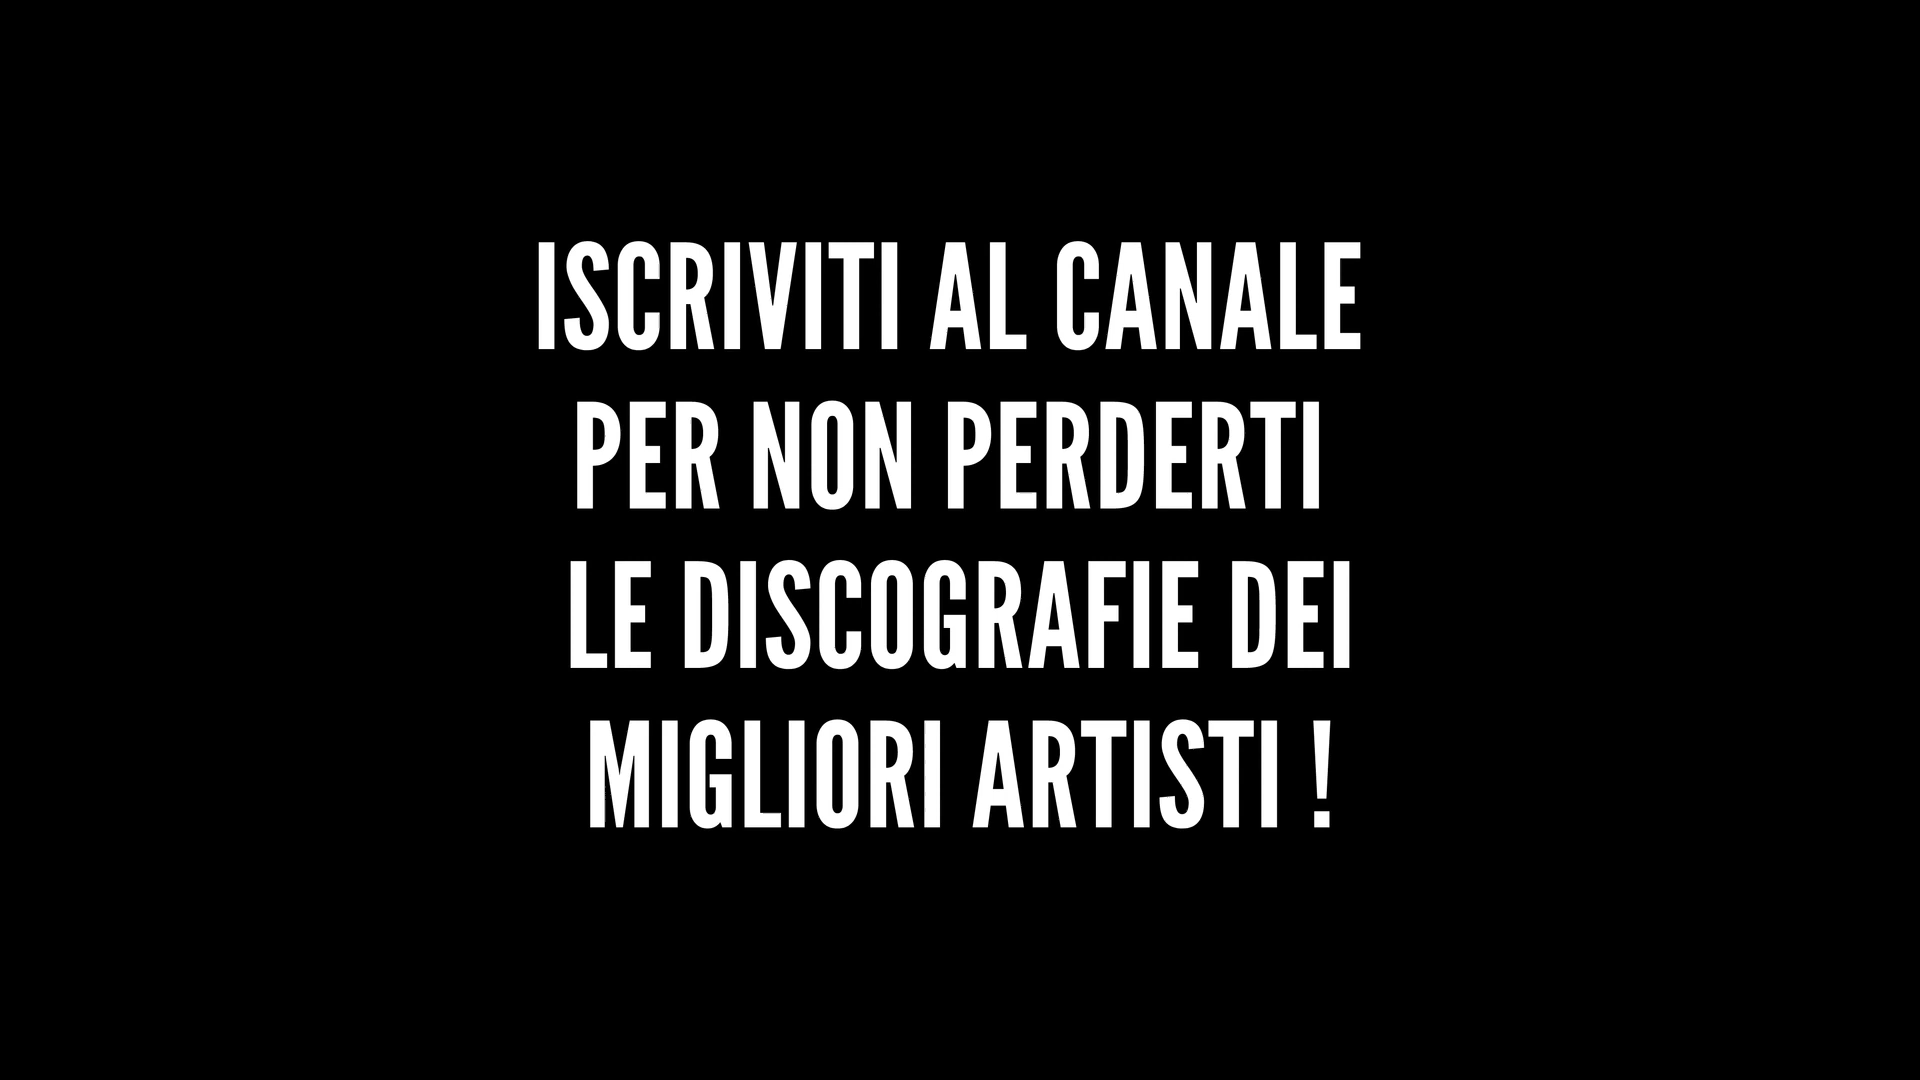 ISCRIVITI AL CANALE
PER NON PERDERTI
LE DISCOGRAFIE DEI
MIGLIORI ARTISTI !